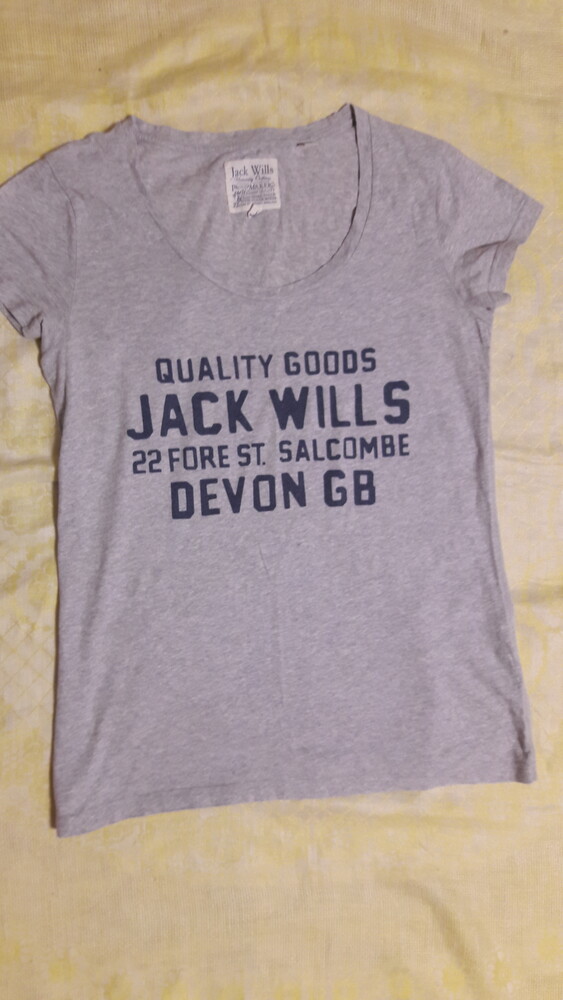 Jack Wills
QUALITY GOODS
JACK WILLS
22 FORE ST. SALCOMBE
DEVON GB